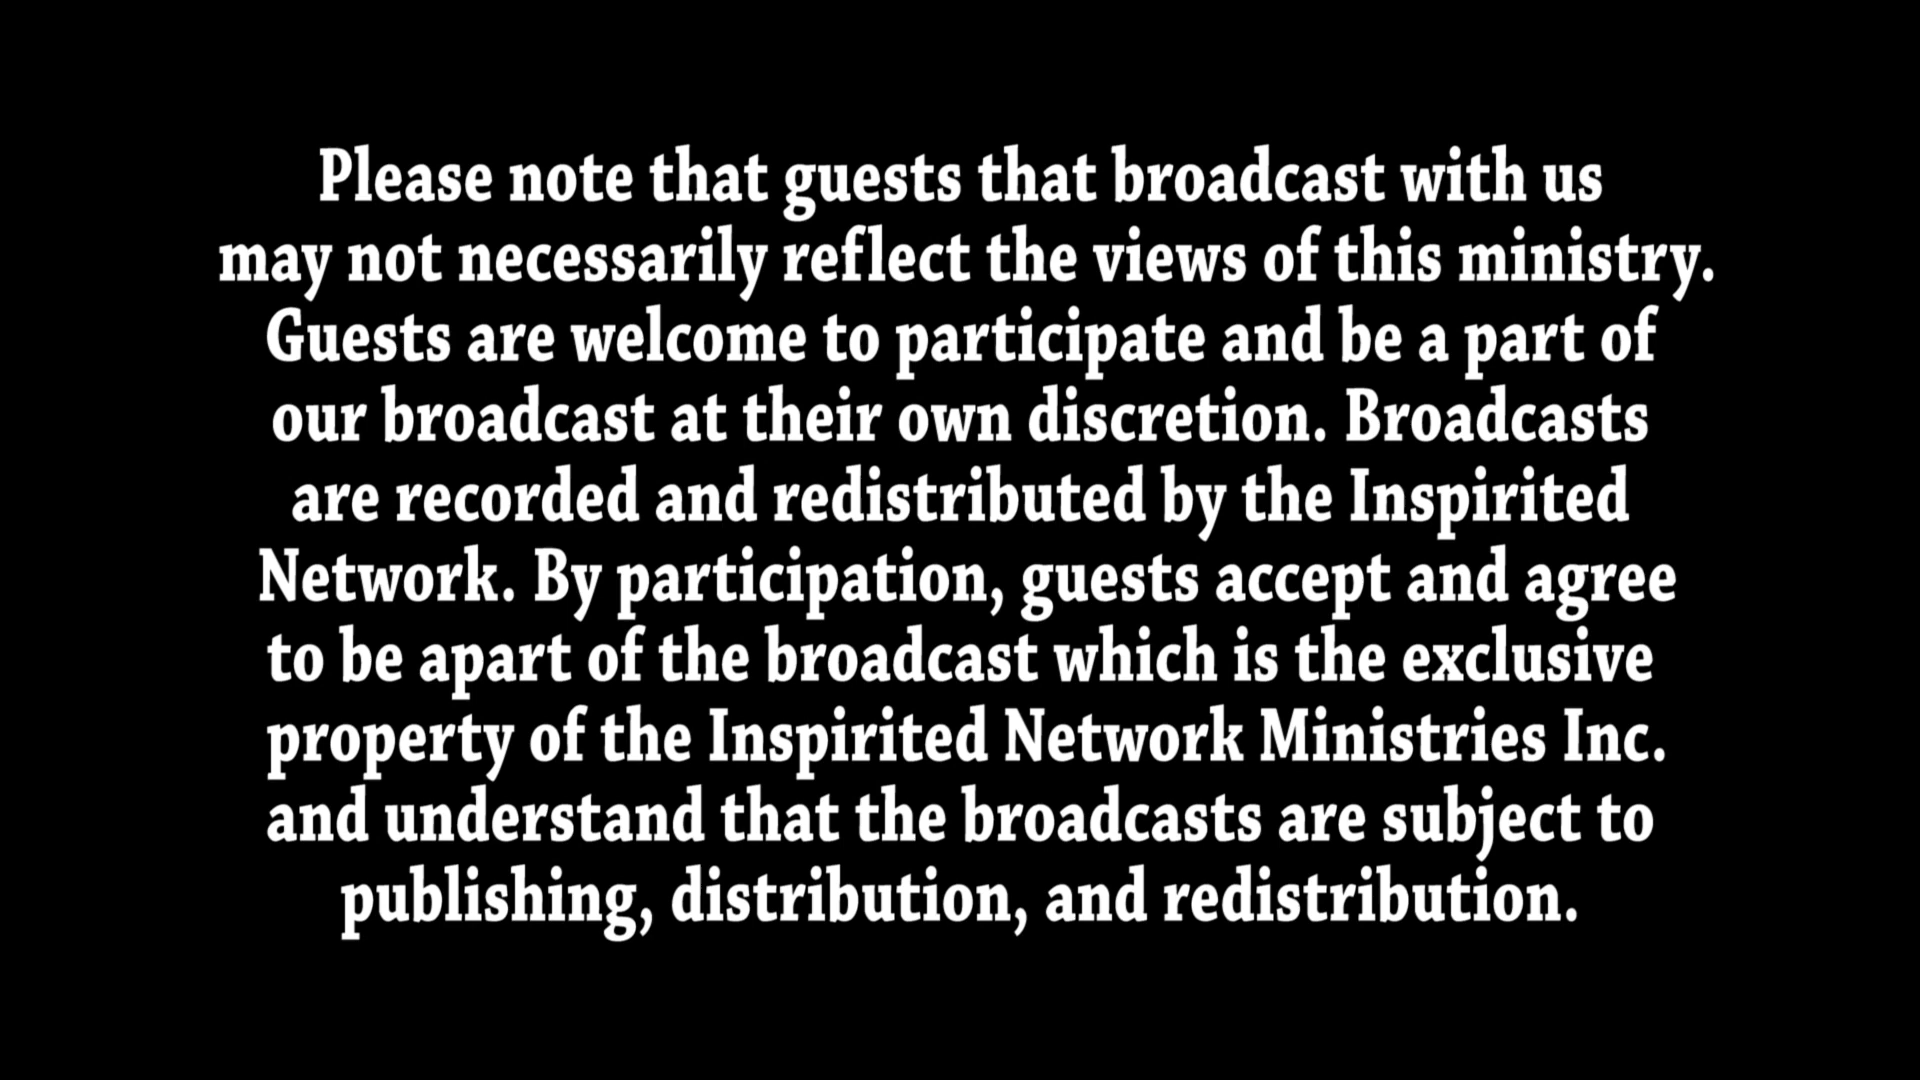 Please note that guests that broadcast with us
may not necessarily reflect the views of this ministry.
Guests are welcome to participate and be a part of
our broadcast at their own discretion. Broadcasts
are recorded and redistributed by the Inspirited
Network. By participation, guests accept and agree
to be apart of the broadcast which is the exclusive
property of the Inspirited Network Ministries Inc.
and understand that the broadcasts are subject to
publishing, distribution, and redistribution.